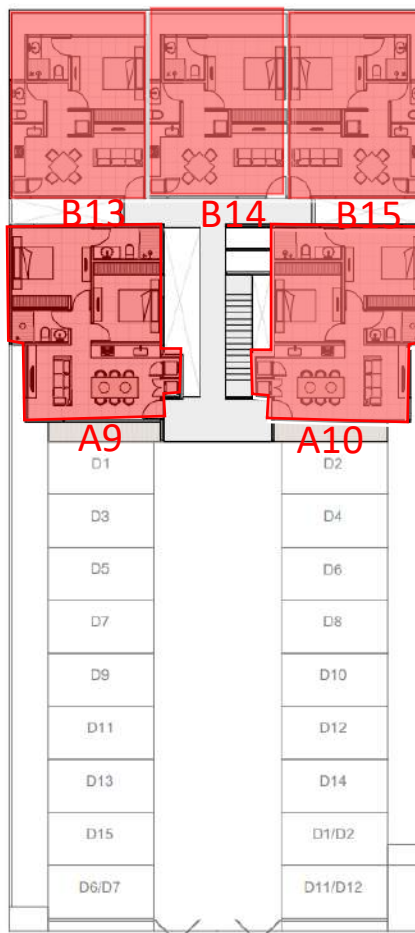 B13 B14 B15
A9 A10
D1 D2
D3 D4
D5 D6
D7 D8
D9 D10
D11 D12
D13 D14
D15 D1/D2
D6/D7 D11/D12